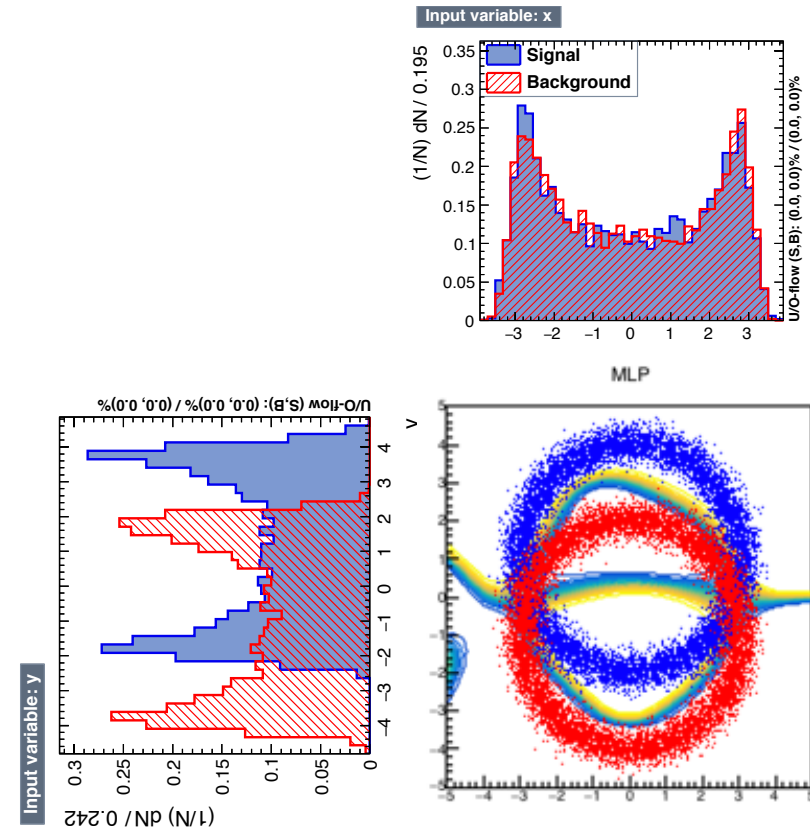 Input variable: x
(1/N) dN / 0.195
0.35
0.3
0.25
0.2
0.15
0.1
0.05
0
Signal
Background
−3 −2 −1 0 1 2 3
U/O-flow (S,B): (0.0, 0.0)% / (0.0, 0.0)%
MLP
U/O-flow (S,B): (0.0, 0.0)% / (0.0, 0.0)%
4
3
2
1
0
−1
−2
−3
−4
0.3 0.25 0.2 0.15 0.1 0.05 0
(1/N) dN / 0.242
Input variable: y
5
4
3
2
1
0
−1
−2
−3
−4
−5
−5 −4 −3 −2 −1 0 1 2 3 4